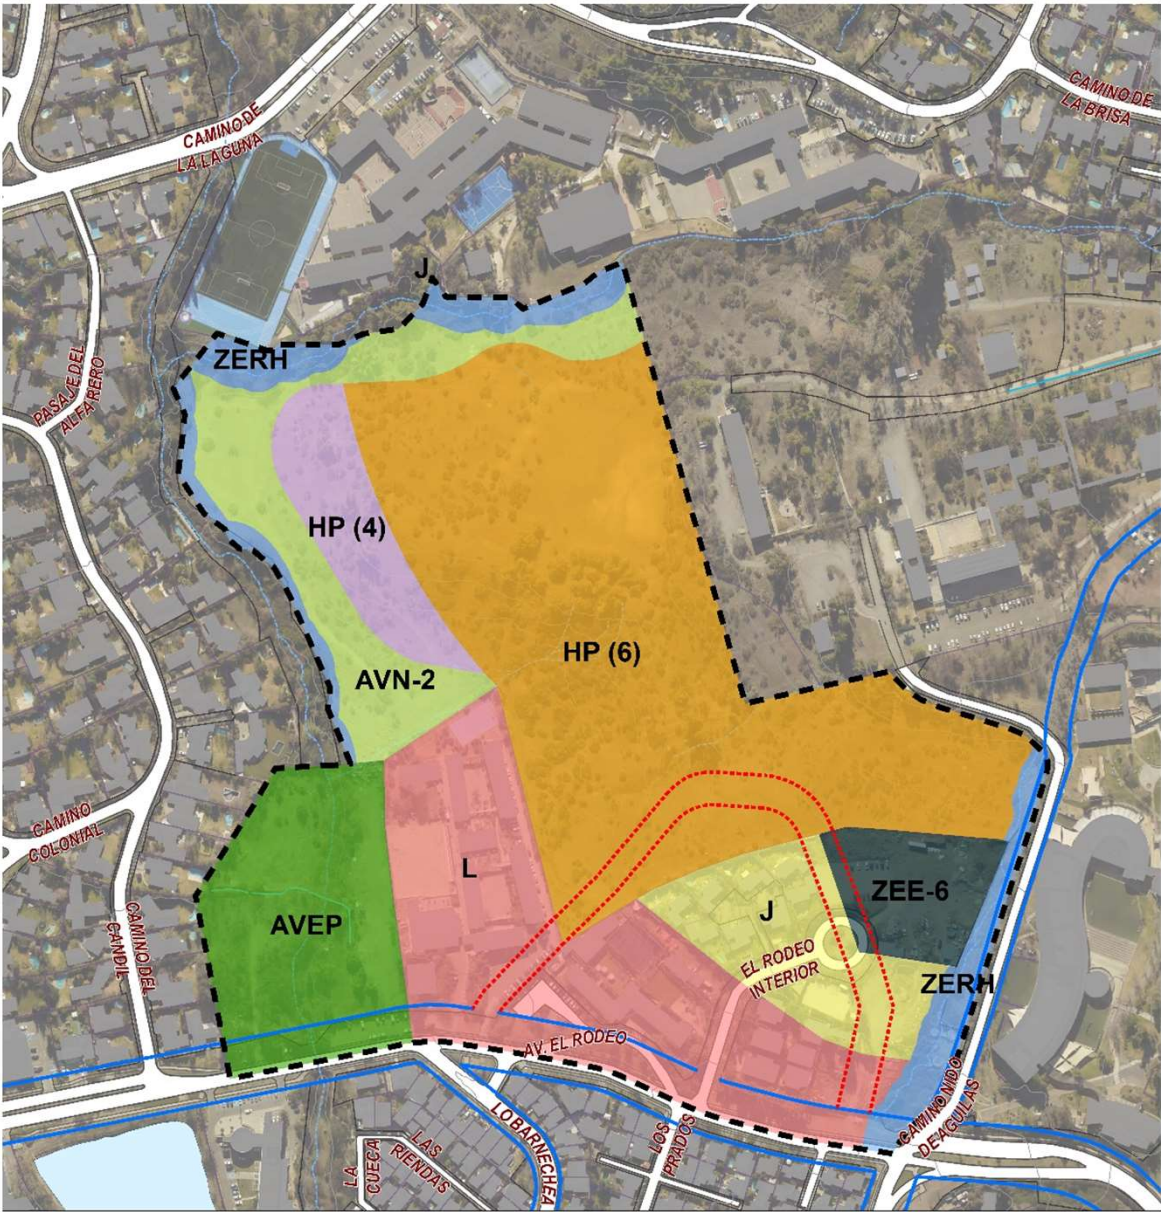 CAMINO DE
LA LAGUNA
CAMINO DE
LA BRISA
J
ZERH
PASAJE DEL
ALFARERO
HP (4)
HP (6)
AVN-2
CAMINO
COLONIAL
L
ZEE-6
J
AVEP
CAMINO DEL
CANDIL
EL RODEO
INTERIOR
ZERH
AV. EL RODEO
CAMINO NIDO
DE AGUILAS
LO BARNECHEA
LAS
RIENDAS
LA
CUECA
LOS
PRADOS